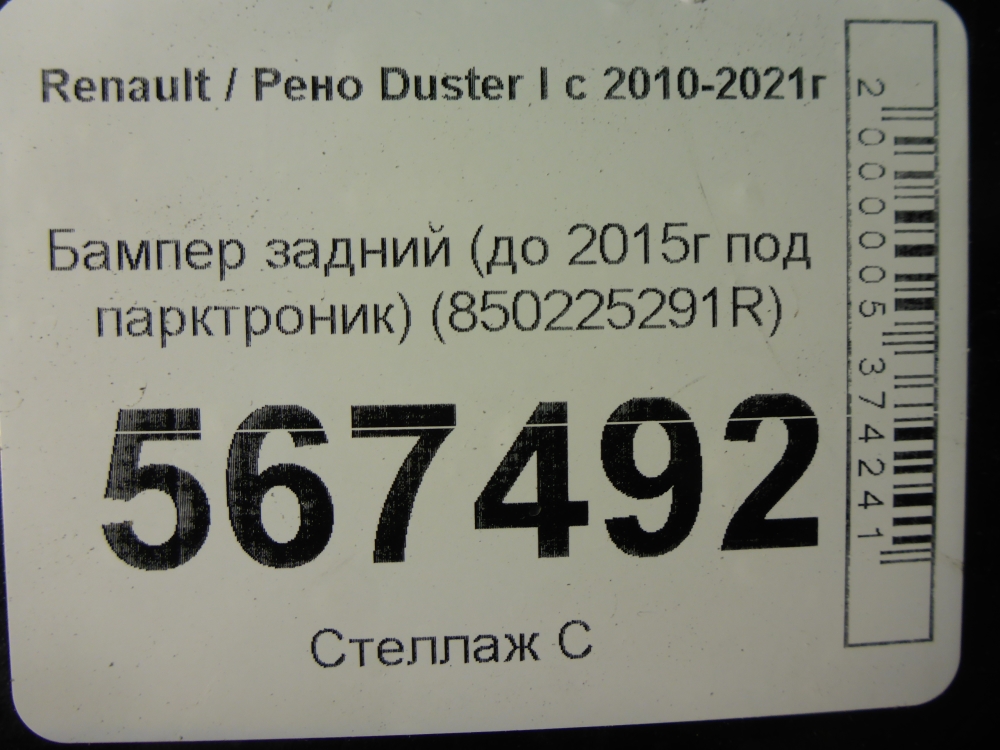 Renault / Рено Duster I с 2010-2021г
Бампер задний (до 2015г под
парктроник) (850225291R)
567492
Стеллаж С
2000005374241